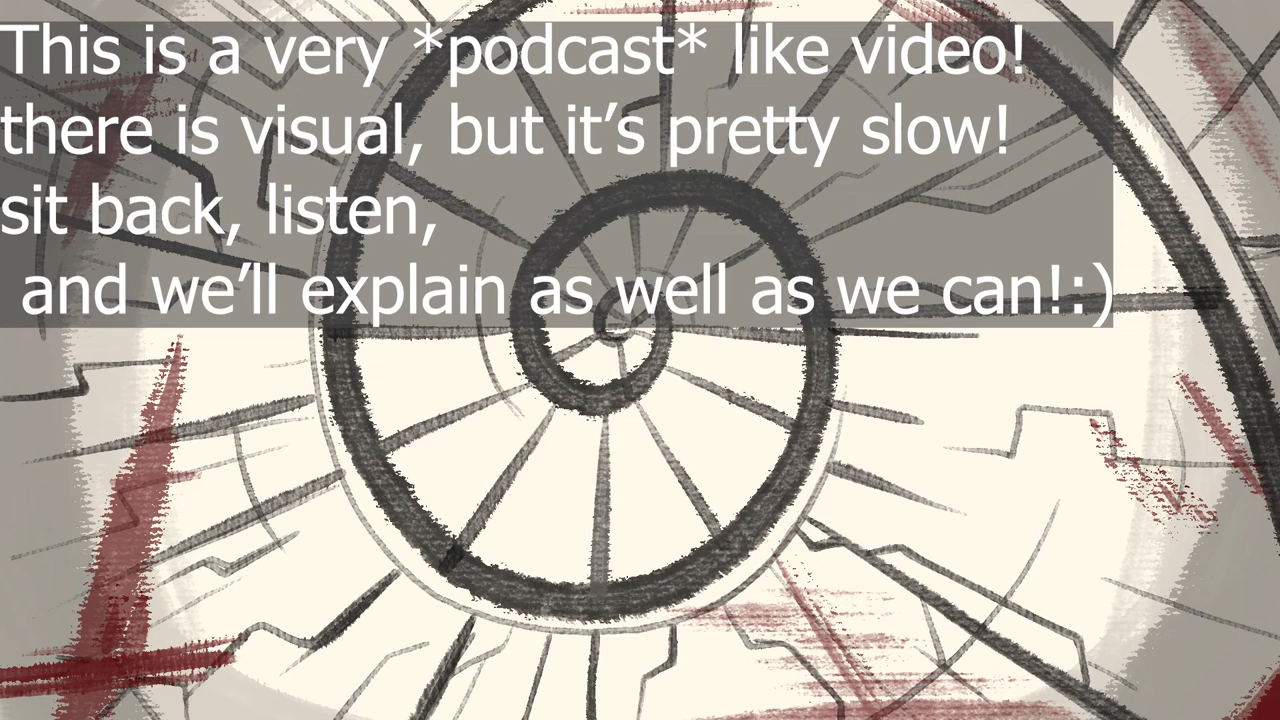 This is a very *podcast* like video!
there is visual, but it’s pretty slow!
sit back, listen,
and we’ll explain as well as we can!:)